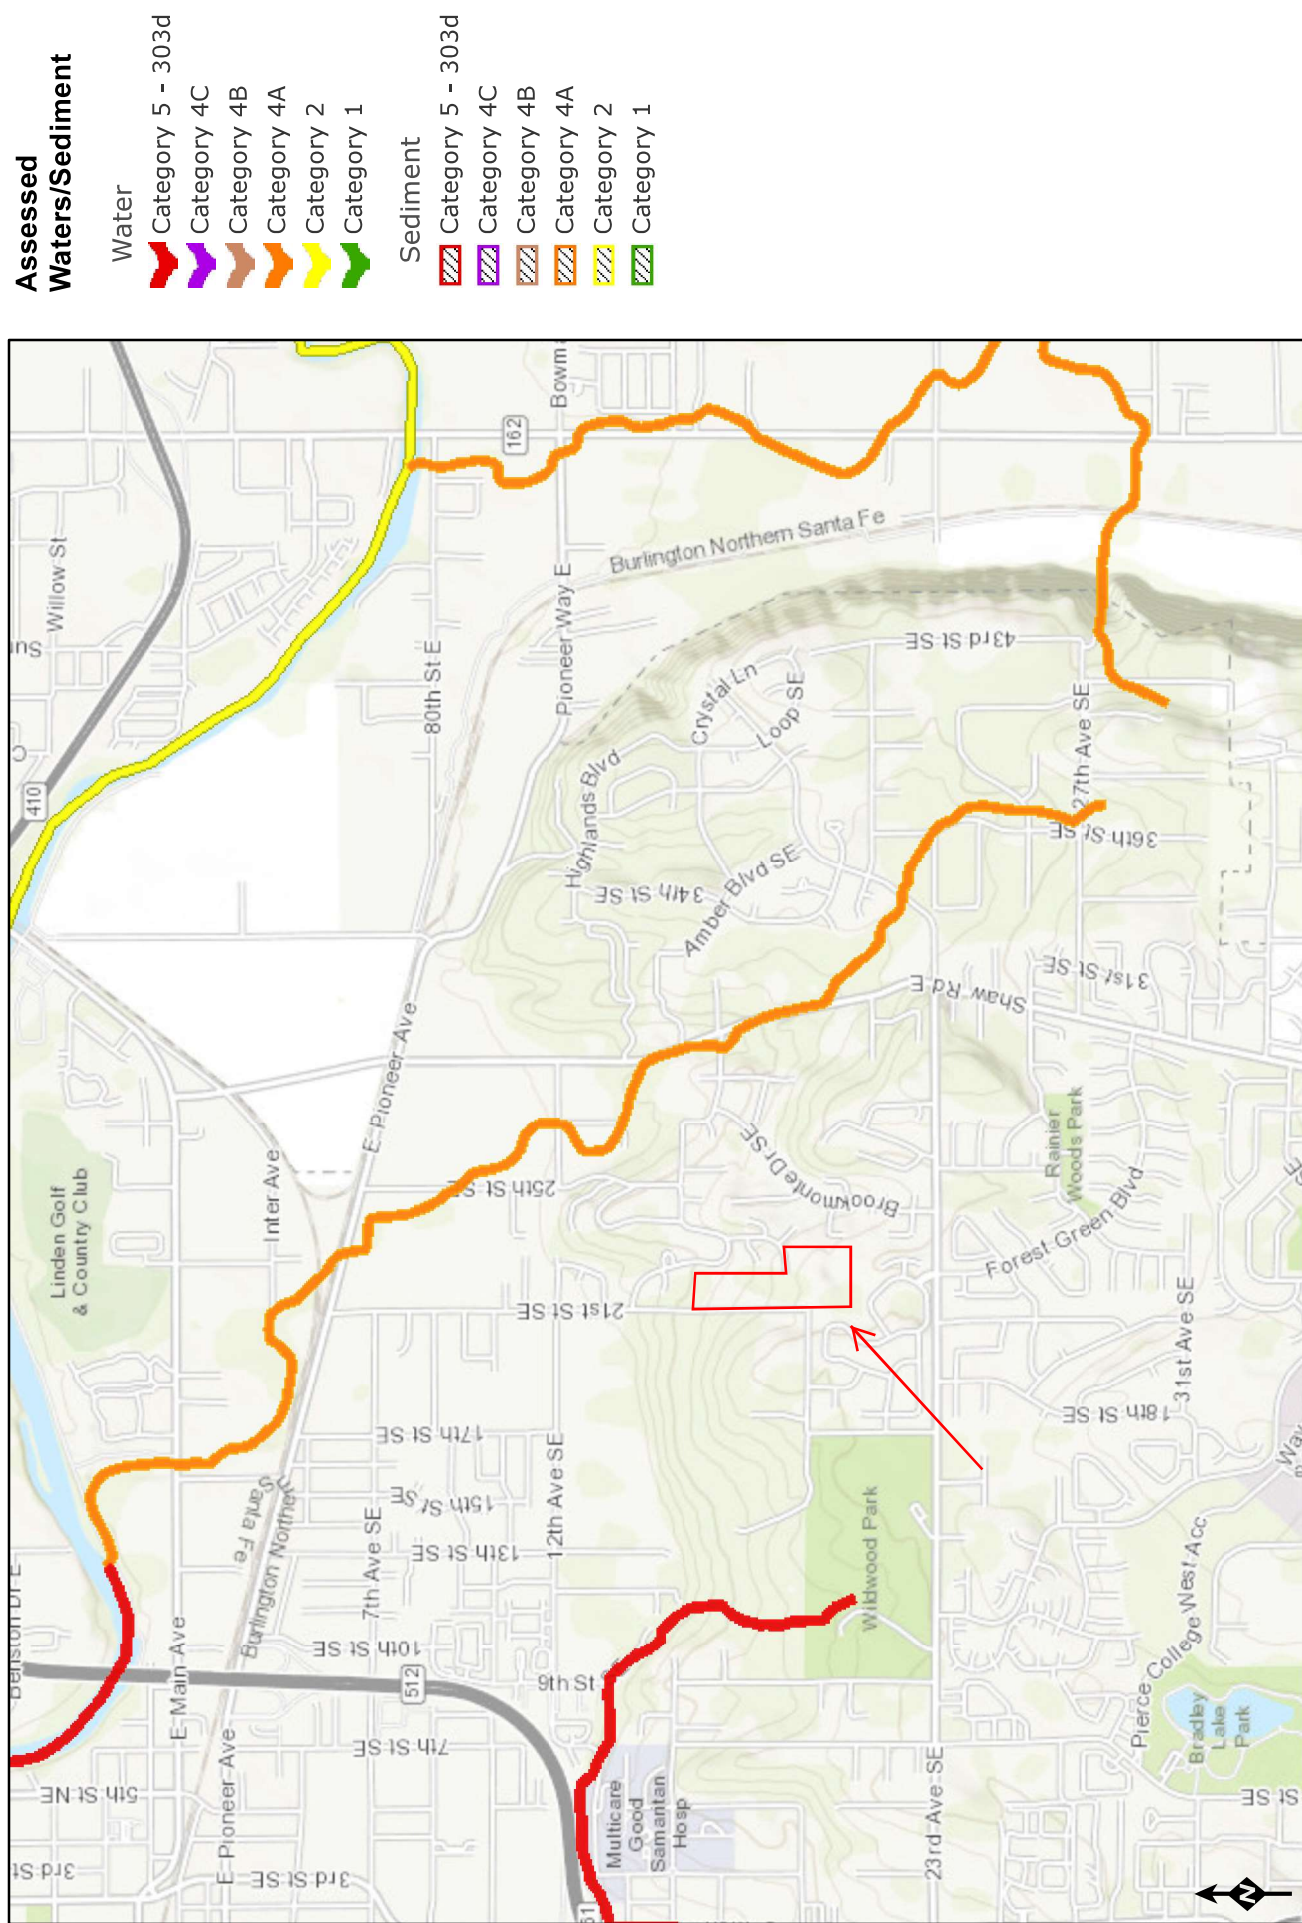 Assessed
Waters/Sediment
Water
Category 5 - 303d
Category 4C
Category 4B
Category 4A
Category 2
Category 1
Sediment
Category 5 - 303d
Category 4C
Category 4B
Category 4A
Category 2
Category 1
Willow St
410
162
80th St E
Pioneer Way E
Burlington Northern Santa Fe
43rd St SE
Crystal Ln
Loop SE
Highlands Blvd
34th St SE
Amber Blvd SE
27th Ave SE
36th St SE
31st St SE
Shaw Rd E
E Pioneer Ave
Linden Golf
& Country Club
Inter Ave
25th St SE
Brookmonte Dr SE
Rainier
Woods Park
Forest Green Blvd
21st St SE
31st Ave SE
18th St SE
17th St SE
15th St SE
13th St SE
12th Ave SE
7th Ave SE
10th St SE
Burlington Northern
Santa Fe
E Main Ave
512
9th St
7th St SE
5th St NE
E Pioneer Ave
3rd St
3rd St SE
Multicare
Good
Samaritan
Hosp
Wildwood Park
23rd Ave SE
Pierce College West Acc
Way
Bradley
Lake
Park
St SE
N